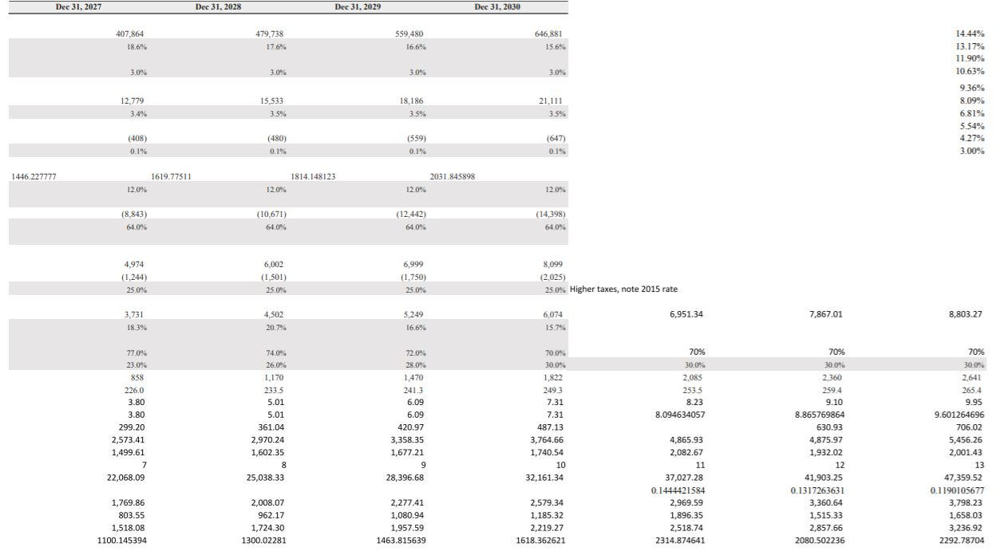 Dec 31, 2027 Dec 31, 2028 Dec 31, 2029 Dec 31, 2030
407,864 479,738 559,480 646,881 14.44%
18.6% 17.6% 16.6% 15.6% 13.17%
11.90%
3.0% 3.0% 3.0% 3.0% 10.63%
9.36%
12,779 15,533 18,186 21,111 8.09%
3.4% 3.5% 3.5% 3.5% 6.81%
5.54%
(408) (480) (559) (647) 4.27%
0.1% 0.1% 0.1% 0.1% 3.00%
1446.227777 1619.77511 1814.148123 2031.845898
12.0% 12.0% 12.0% 12.0%
(8,843) (10,671) (12,442) (14,398)
64.0% 64.0% 64.0% 64.0%
4,974 6,002 6,999 8,099
(1,244) (1,501) (1,750) (2,025)
25.0% 25.0% 25.0% 25.0% Higher taxes, note 2015 rate
3,731 4,502 5,249 6,074 6,951.34 7,867.01 8,803.27
18.3% 20.7% 16.6% 15.7%
77.0% 74.0% 72.0% 70.0% 70% 70% 70%
23.0% 26.0% 28.0% 30.0% 30.0% 30.0% 30.0%
858 1,170 1,470 1,822 2,085 2,360 2,641
226.0 233.5 241.3 249.3 253.5 259.4 265.4
3.80 5.01 6.09 7.31 8.23 9.10 9.95
3.80 5.01 6.09 7.31 8.094634057 8.865769864 9.601264696
299.20 361.04 420.97 487.13 630.93 706.02
2,573.41 2,970.24 3,358.35 3,764.66 4,865.93 4,875.97 5,456.26
1,499.61 1,602.35 1,677.21 1,740.54 2,082.67 1,932.02 2,001.43
7 8 9 10 11 12 13
22,068.09 25,038.33 28,396.68 32,161.34 37,027.28 41,903.25 47,359.52
0.1444421584 0.1317263631 0.1190105677
1,769.86 2,008.07 2,277.41 2,579.34 2,969.59 3,360.64 3,798.23
803.55 962.17 1,080.94 1,185.32 1,896.35 1,515.33 1,658.03
1,518.08 1,724.30 1,957.59 2,219.27 2,518.74 2,857.66 3,236.92
1100.145394 1300.02281 1463.815639 1618.362621 2314.874641 2080.502236 2292.78704